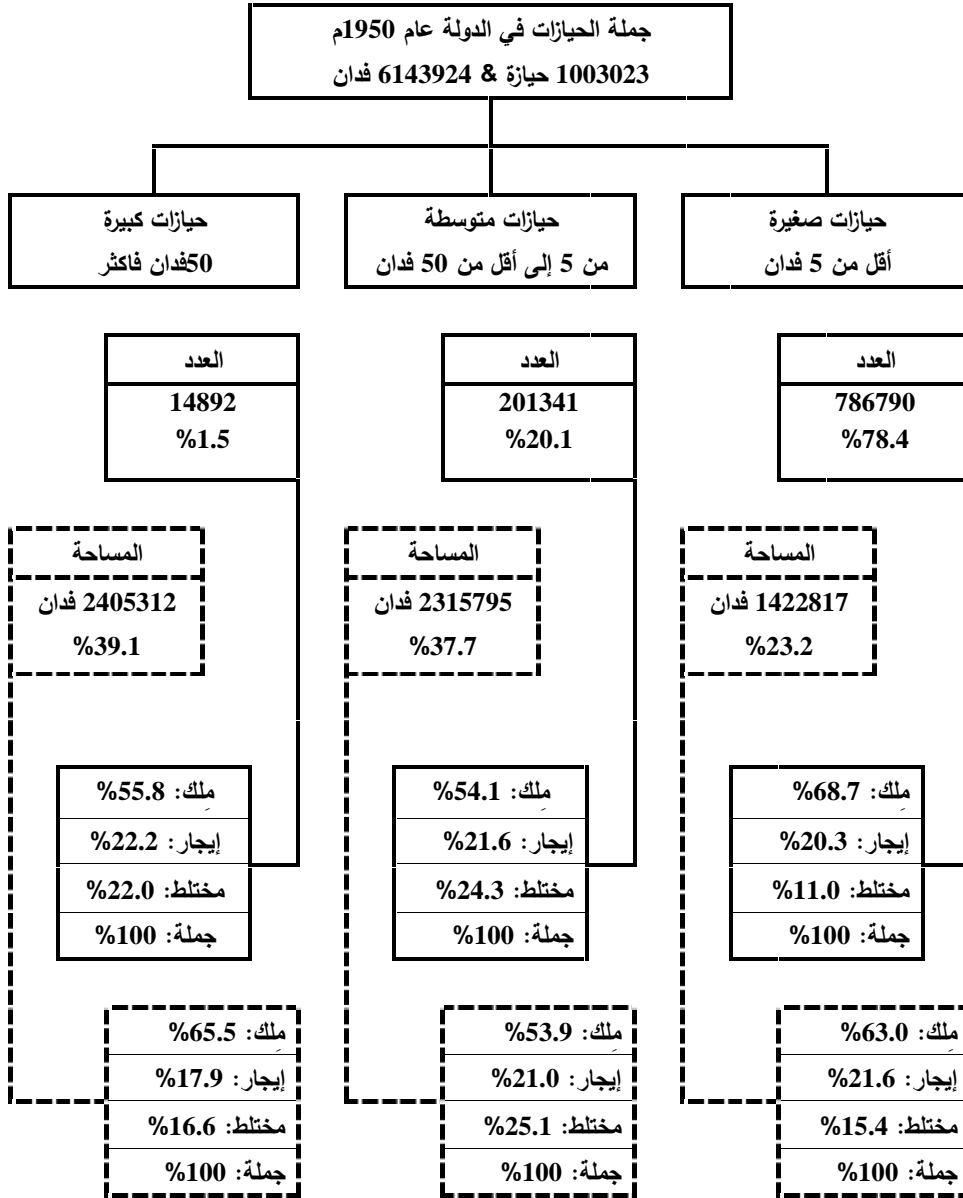 جملة الحيازات في الدولة عام 1950م
1003023 حيازة & 6143924 فدان
حيازات صغيرة
أقل من 5 فدان
حيازات متوسطة
من 5 إلى أقل من 50 فدان
حيازات كبيرة
50فدان فاكثر
العدد
786790
%78.4
العدد
201341
%20.1
العدد
14892
%1.5
المساحة
1422817 فدان
%23.2
المساحة
2315795 فدان
%37.7
المساحة
2405312 فدان
%39.1
مِلك: 68.7%
إيجار: 20.3%
مختلط: 11.0%
جملة: 100%
مِلك: 54.1%
إيجار: 21.6%
مختلط: 24.3%
جملة: 100%
مِلك: 55.8%
إيجار: 22.2%
مختلط: 22.0%
جملة: 100%
مِلك: 63.0%
إيجار: 21.6%
مختلط: 15.4%
جملة: 100%
مِلك: 53.9%
إيجار: 21.0%
مختلط: 25.1%
جملة: 100%
مِلك: 65.5%
إيجار: 17.9%
مختلط: 16.6%
جملة: 100%